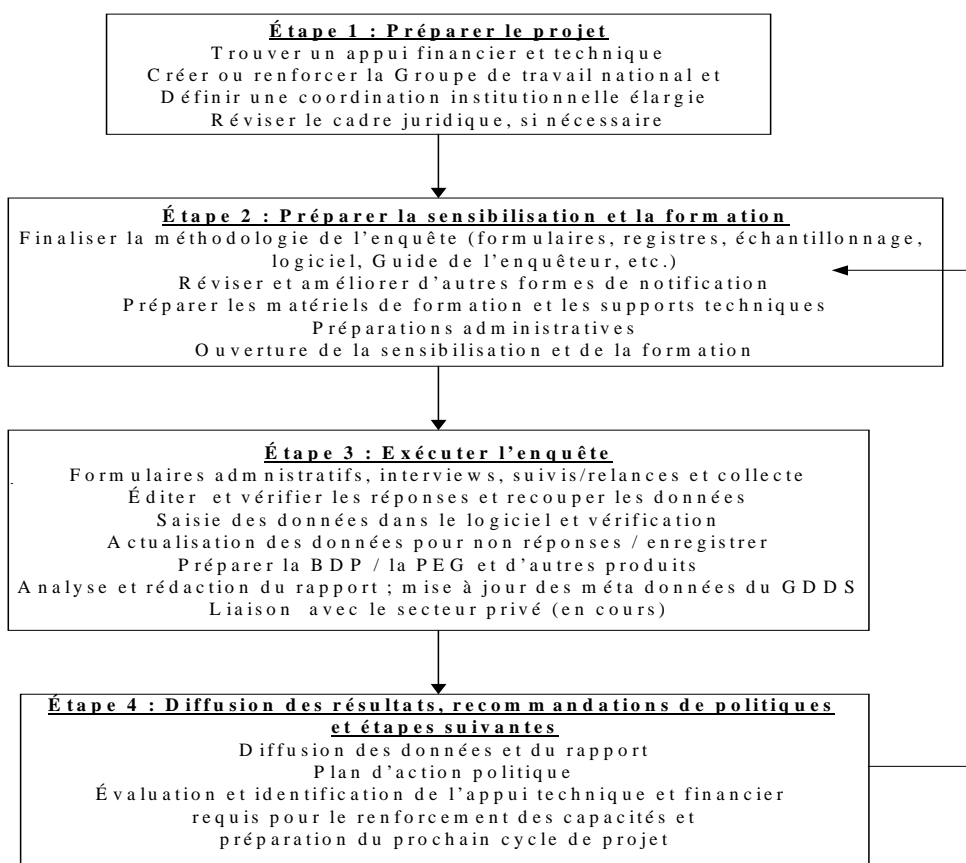 Étape 1 : Préparer le projet
Trouver un appui financier et technique
Créer ou renforcer la Groupe de travail national et
Définir une coordination institutionnelle élargie
Réviser le cadre juridique, si nécessaire
Étape 2 : Préparer la sensibilisation et la formation
Finaliser la méthodologie de l’enquête (formulaires, registres, échantillonnage,
logiciel, Guide de l’enquêteur, etc.)
Réviser et améliorer d’autres formes de notification
Préparer les matériels de formation et les supports techniques
Préparations administratives
Ouverture de la sensibilisation et de la formation
Étape 3 : Exécuter l’enquête
Formulaires administratifs, interviews, suivis/relances et collecte
Éditer et vérifier les réponses et recouper les données
Saisie des données dans le logiciel et vérification
Actualisation des données pour non réponses / enregistrer
Préparer la BDP / la PEG et d’autres produits
Analyse et rédaction du rapport ; mise à jour des méta données du GDDS
Liaison avec le secteur privé (en cours)
Étape 4 : Diffusion des résultats, recommandations de politiques
et étapes suivantes
Diffusion des données et du rapport
Plan d’action politique
Évaluation et identification de l’appui technique et financier
requis pour le renforcement des capacités et
préparation du prochain cycle de projet